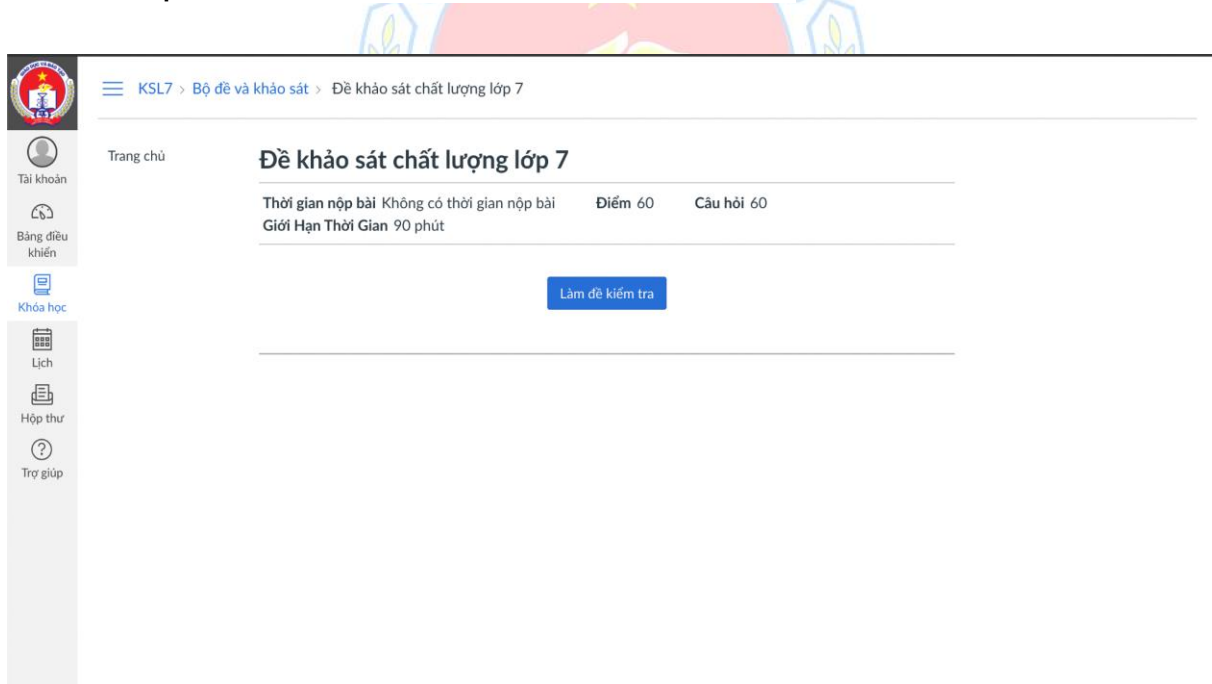 KSL7 > Bộ đề và khảo sát > Đề khảo sát chất lượng lớp 7
Tài khoản
Bảng điều
khiển
Khóa học
Lịch
Hộp thư
Trợ giúp
Trang chủ
Đề khảo sát chất lượng lớp 7
Thời gian nộp bài Không có thời gian nộp bài Điểm 60 Câu hỏi 60
Giới Hạn Thời Gian 90 phút
Làm đề kiểm tra